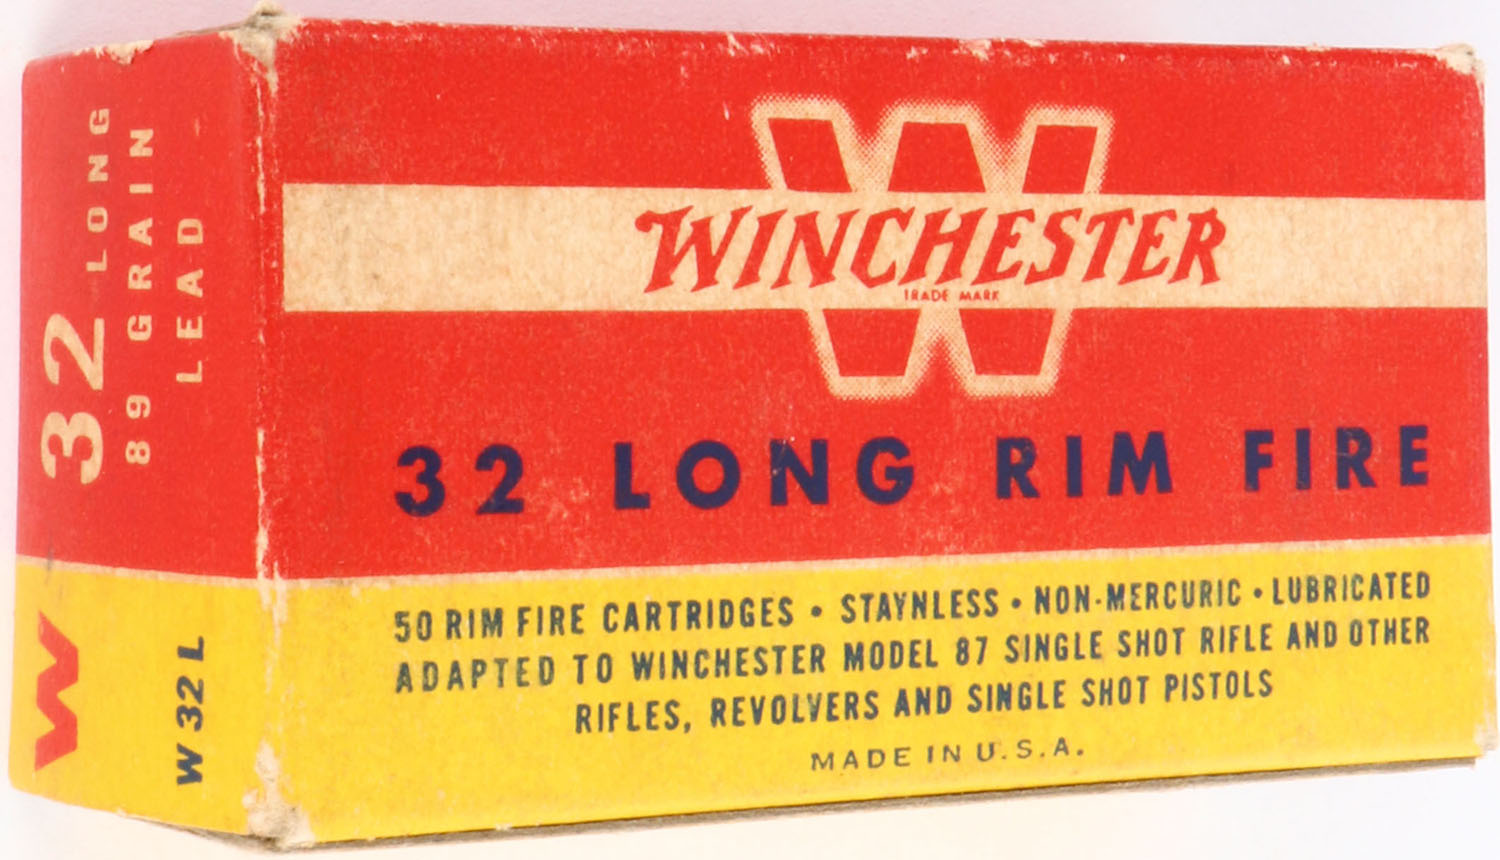 32 LONG
89 GRAIN
LEAD
W
W 32 L
W
WINCHESTER
TRADE MARK
32 LONG RIM FIRE
50 RIM FIRE CARTRIDGES • STAYNLESS • NON-MERCURIC • LUBRICATED
ADAPTED TO WINCHESTER MODEL 87 SINGLE SHOT RIFLE AND OTHER
RIFLES, REVOLVERS AND SINGLE SHOT PISTOLS
MADE IN U.S.A.